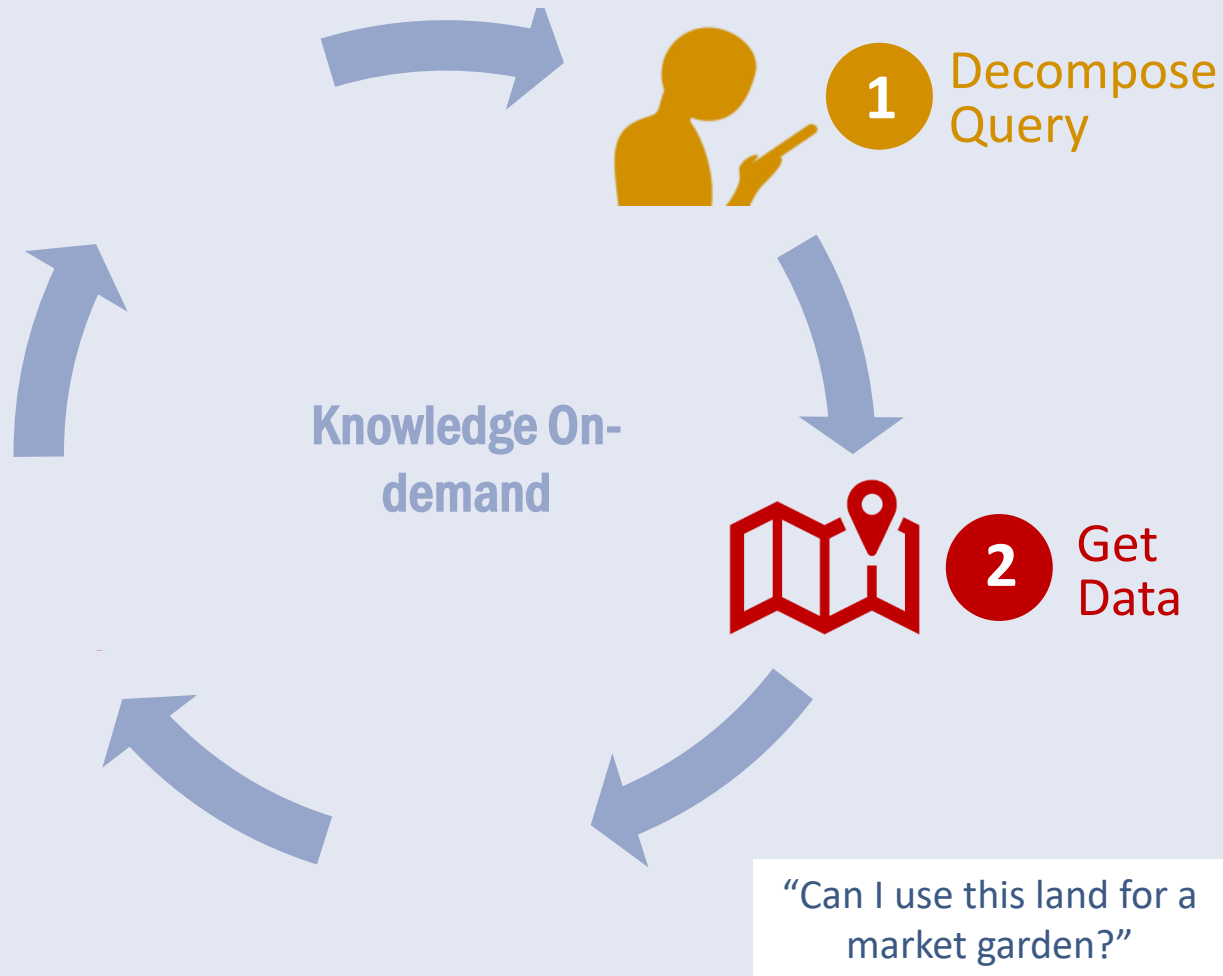 1
Decompose
Query
Knowledge On-
demand
2
Get
Data
“Can I use this land for a
market garden?”